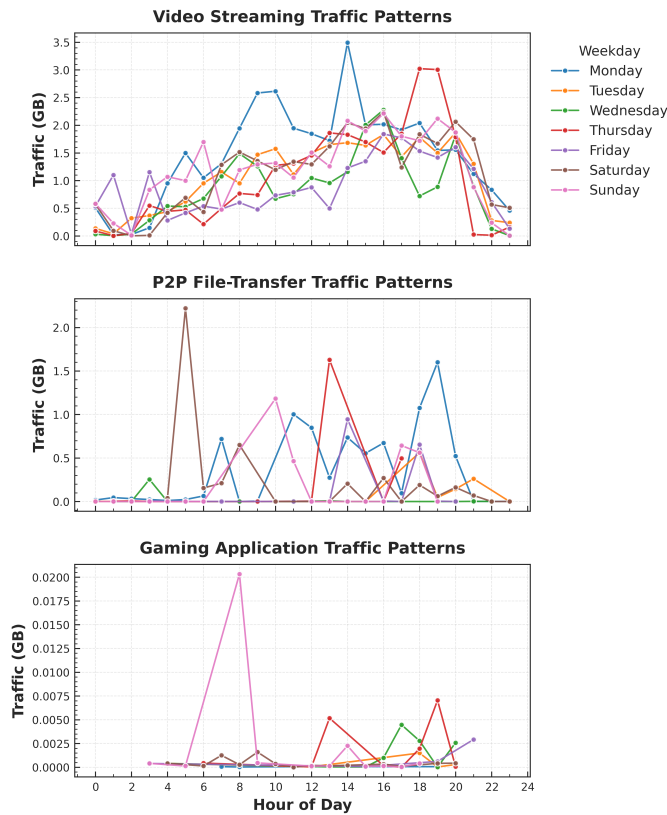 Video Streaming Traffic Patterns
Traffic (GB)
3.5
3.0
2.5
2.0
1.5
1.0
0.5
0.0
Weekday
Monday
Tuesday
Wednesday
Thursday
Friday
Saturday
Sunday
P2P File-Transfer Traffic Patterns
Traffic (GB)
2.0
1.5
1.0
0.5
0.0
Gaming Application Traffic Patterns
Traffic (GB)
0.0200
0.0175
0.0150
0.0125
0.0100
0.0075
0.0050
0.0025
0.0000
0 2 4 6 8 10 12 14 16 18 20 22 24
Hour of Day